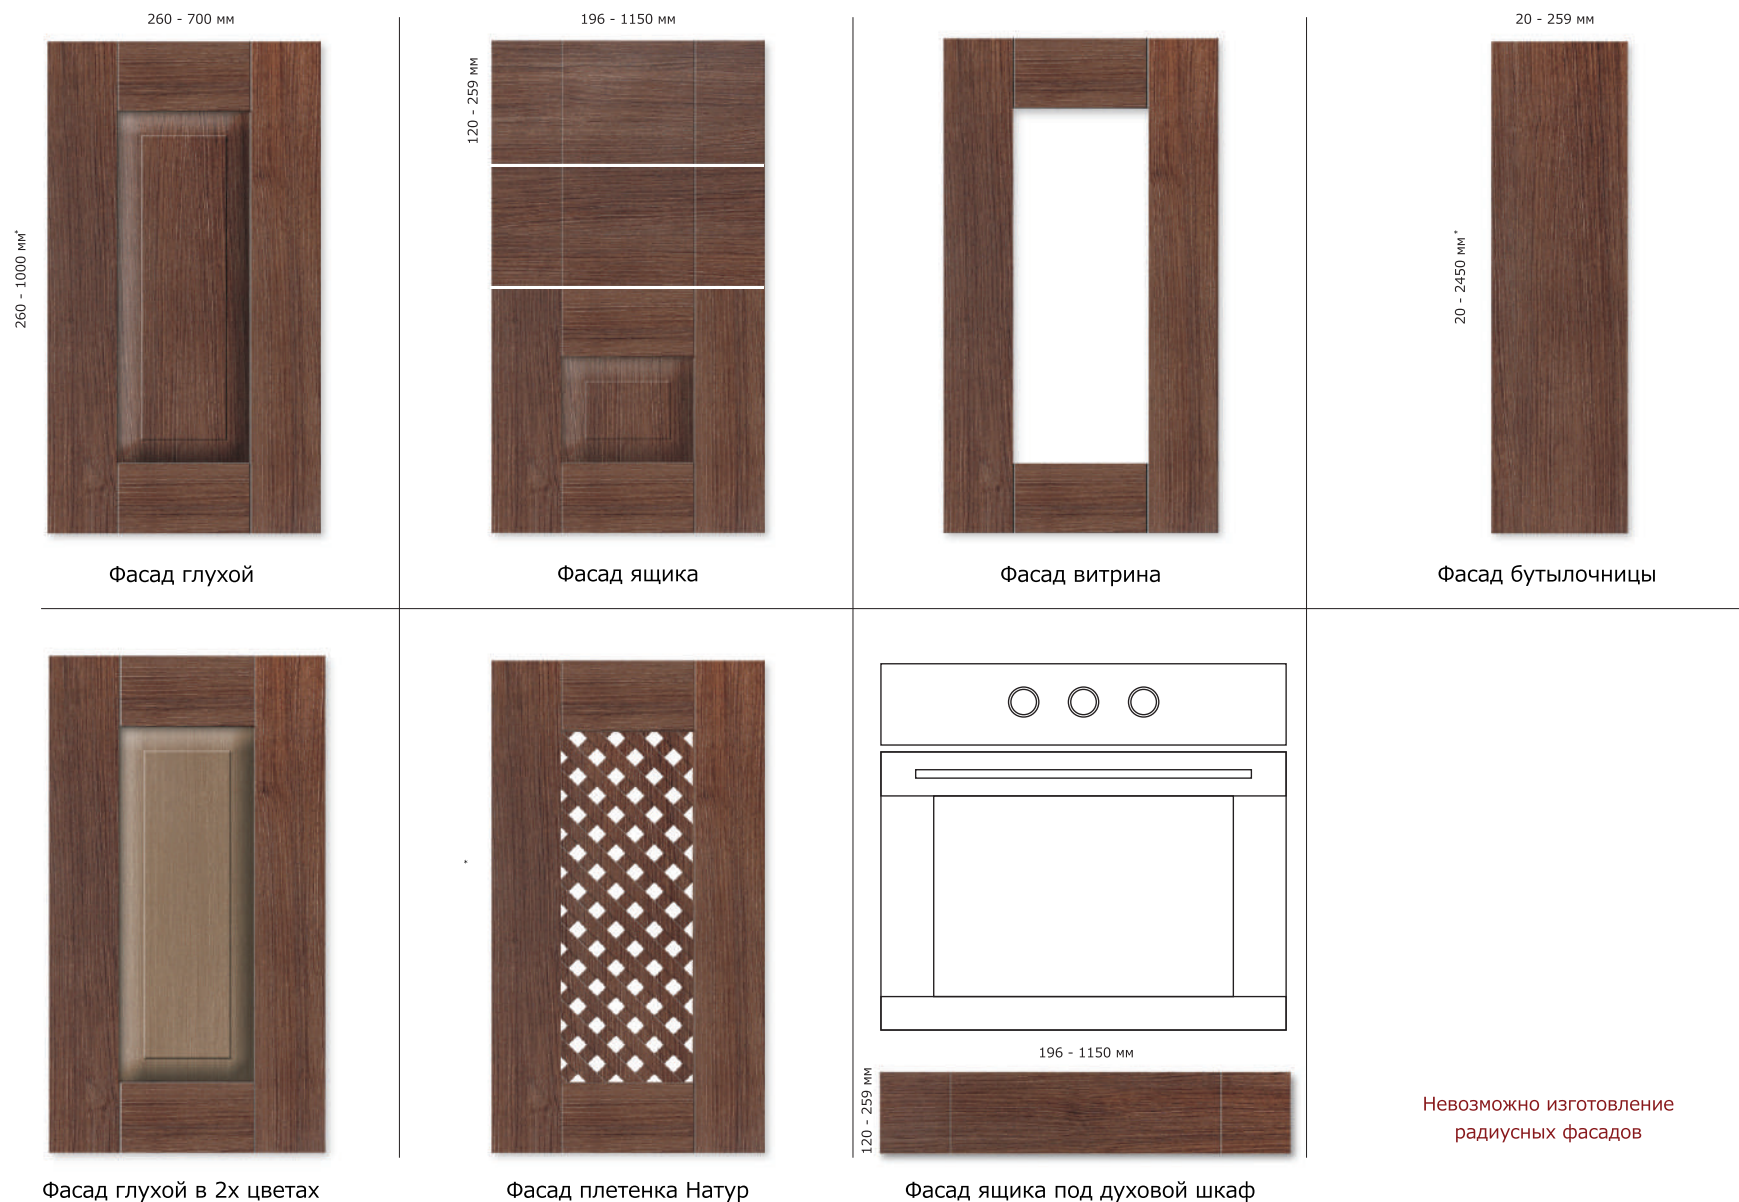 260 - 700 мм
196 - 1150 мм
20 - 259 мм
260 - 1000 мм*
120 - 259 мм
20 - 2450 мм *
Фасад глухой
Фасад ящика
Фасад витрина
Фасад бутылочницы
*
196 - 1150 мм
120 - 259 мм
Невозможно изготовление
радиусных фасадов
Фасад глухой в 2х цветах
Фасад плетенка Натур
Фасад ящика под духовой шкаф